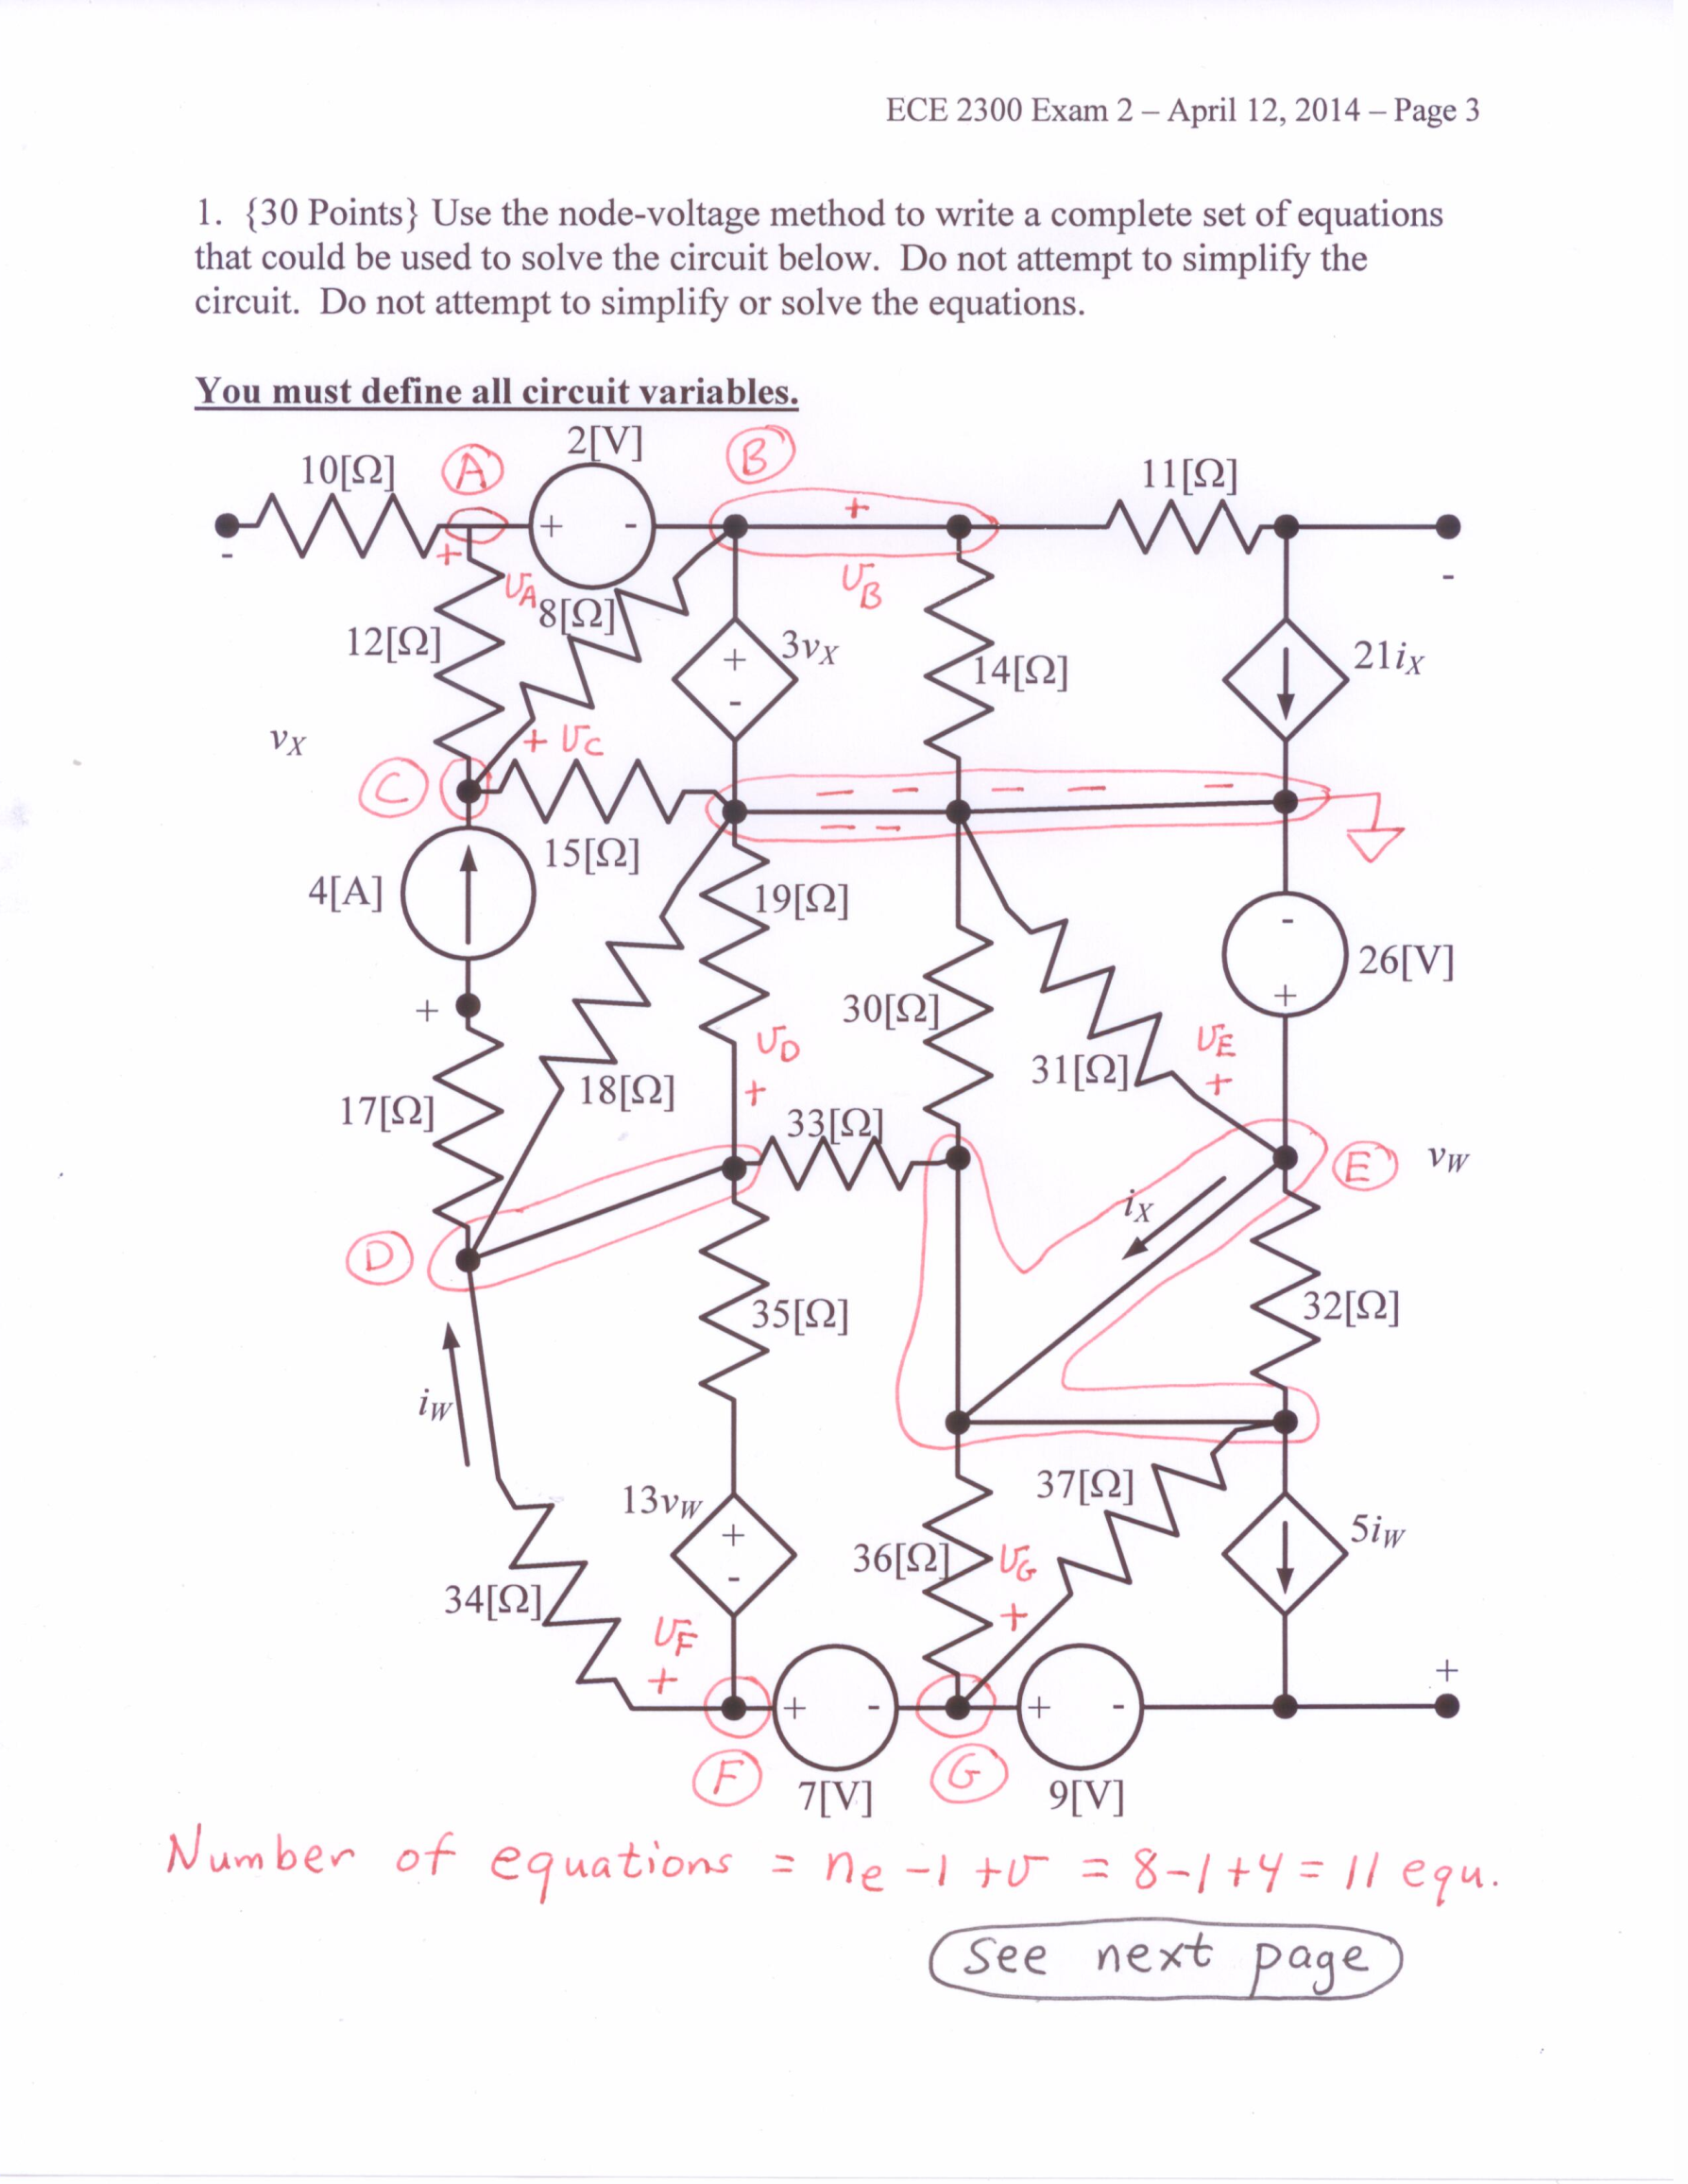 ECE 2300 Exam 2 – April 12, 2014 – Page 3
1. {30 Points} Use the node-voltage method to write a complete set of equations
that could be used to solve the circuit below. Do not attempt to simplify the
circuit. Do not attempt to simplify or solve the equations.
You must define all circuit variables.
2[V]
B
10[Ω]
A
11[Ω]
+ -
+
-
+
-
vA
8[Ω]
vB
12[Ω]
3vX
+
-
14[Ω]
21iX
vX
+ vC
C
15[Ω]
4[A]
19[Ω]
-
26[V]
+
+
30[Ω]
vD
vE
31[Ω]
+
18[Ω]
+
17[Ω]
33[Ω]
E
vW
iX
D
35[Ω]
32[Ω]
iW
37[Ω]
13vW
+
-
5iW
36[Ω]
vG
34[Ω]
+
vF
+
+
+ -
+ -
F
G
7[V]
9[V]
Number of equations = ne -1 +v = 8-1+4 = 11 equ.
See next page